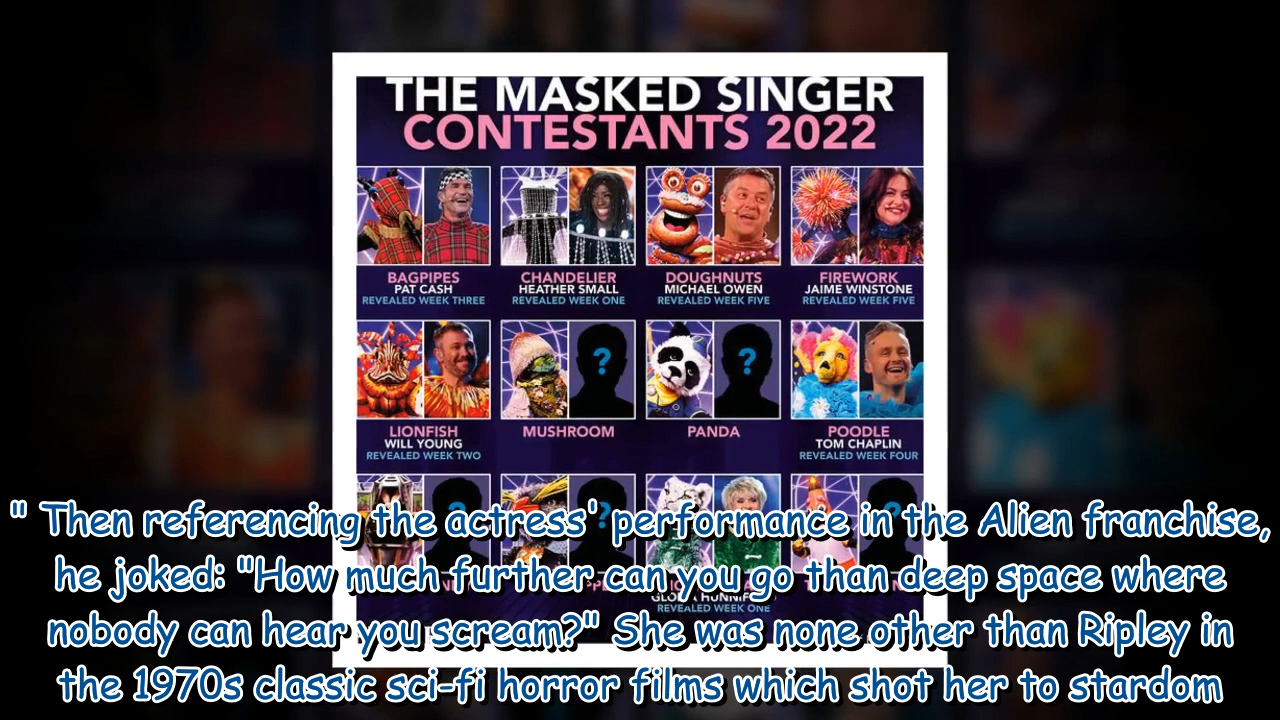 THE MASKED SINGER
CONTESTANTS 2022
BAGPIPES CHANDELIER DOUGHNUTS FIREWORK
PAT CASH HEATHER SMALL MICHAEL OWEN JAIME WINSTONE
REVEALED WEEK THREE REVEALED WEEK ONE REVEALED WEEK FIVE REVEALED WEEK FIVE
? ?
LIONFISH MUSHROOM PANDA POODLE
WILL YOUNG TOM CHAPLIN
REVEALED WEEK TWO REVEALED WEEK FOUR
" Then referencing the actress' performance in the Alien franchise,
he joked: "How much further can you go than deep space where
REVEALED WEEK ONE
nobody can hear you scream?" She was none other than Ripley in
the 1970s classic sci-fi horror films which shot her to stardom